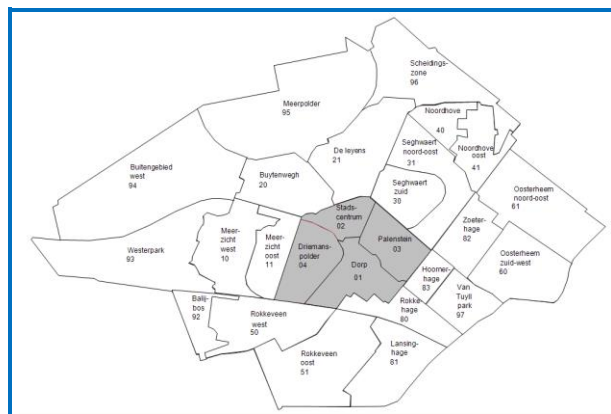 Scheidings-
zone
96
Meerpolder
95
Noordhove
40
De leyens
21
Seghwaert
noord-oost
31
Noordhove
oost
41
Buitengebied
west
94
Buytenwegh
20
Seghwaert
zuid
30
Oosterheem
noord-oost
61
Stads-
centrum
02
Zoeter-
hage
82
Meer-
zicht
west
10
Meer-
zicht
oost
11
Palenstein
03
Westerpark
93
Driemans-
polder
04
Dorp
01
Hoorner-
hage
83
Oosterheem
zuid-west
60
Van
Tuyll
park
97
Rokke-
hage
80
Balij-
bos
92
Rokkeveen
west
50
Lansing-
hage
81
Rokkeveen
oost
51